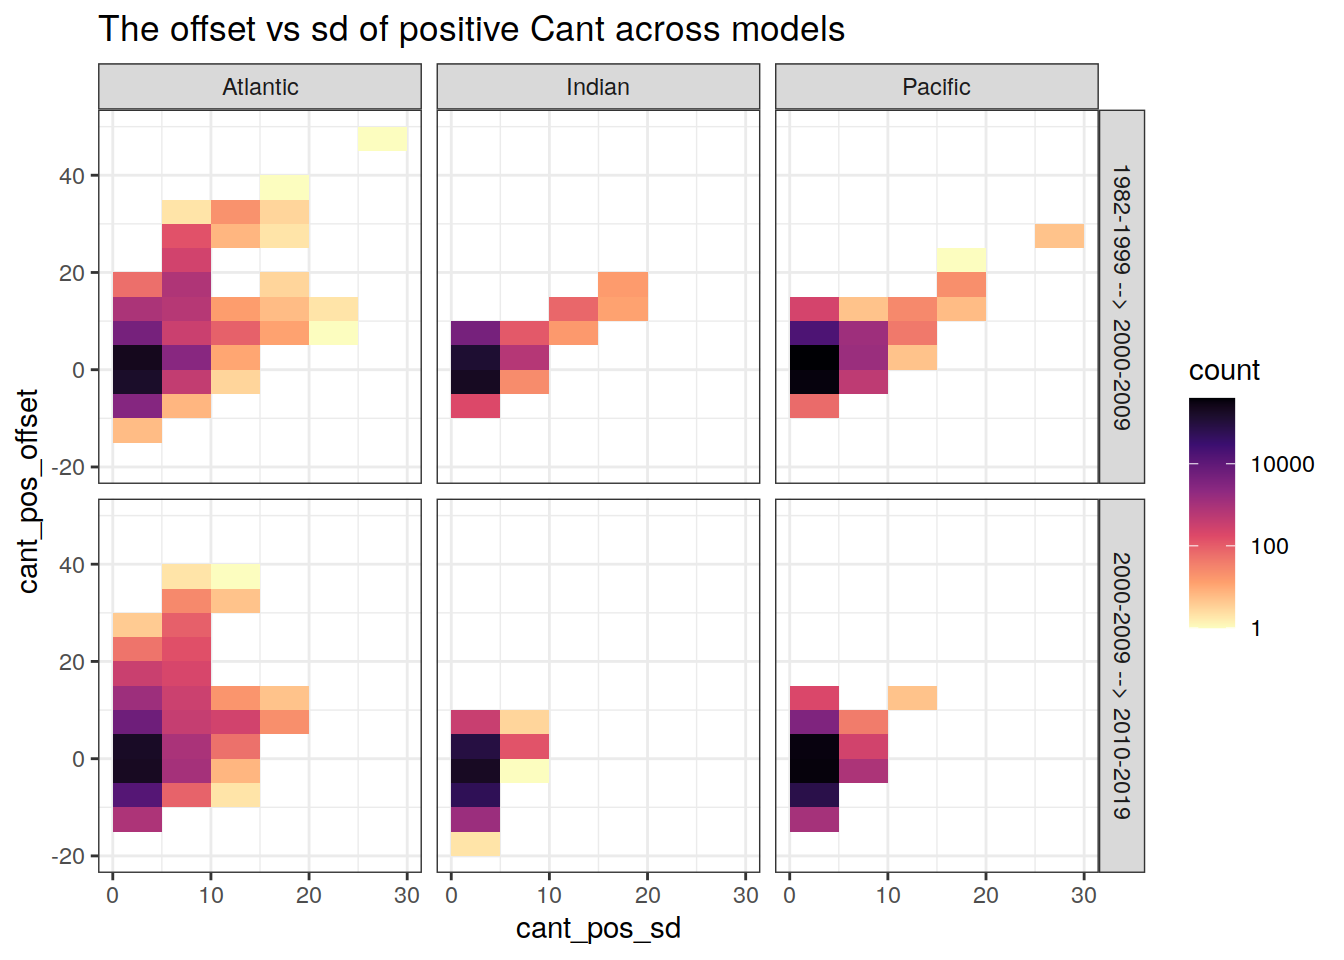 The offset vs sd of positive Cant across models
Atlantic
Indian
Pacific
40
20
0
-20
1982-1999 --> 2000-2009
40
20
0
-20
2000-2009 --> 2010-2019
0 10 20 30
0 10 20 30
0 10 20 30
cant_pos_sd
cant_pos_offset
count
10000
100
1